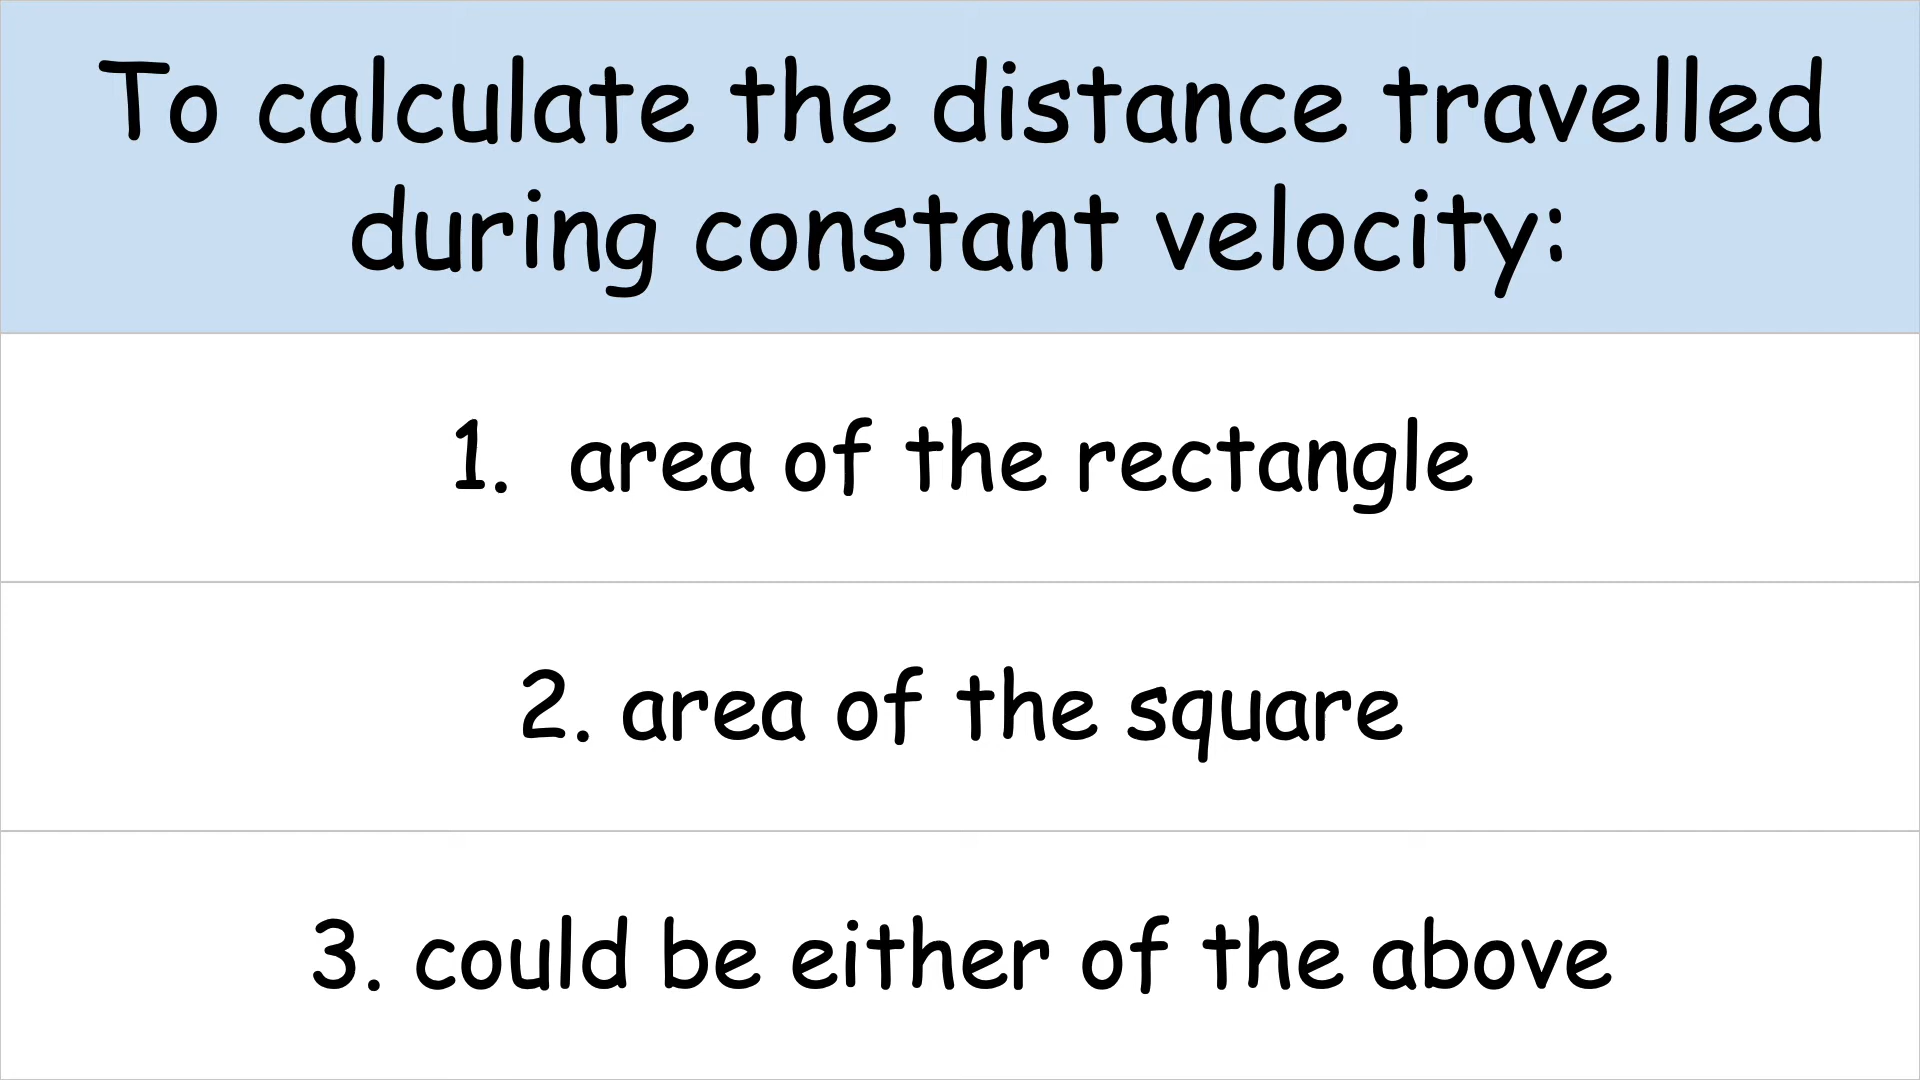 To calculate the distance travelled
during constant velocity:
1. area of the rectangle
2. area of the square
3. could be either of the above